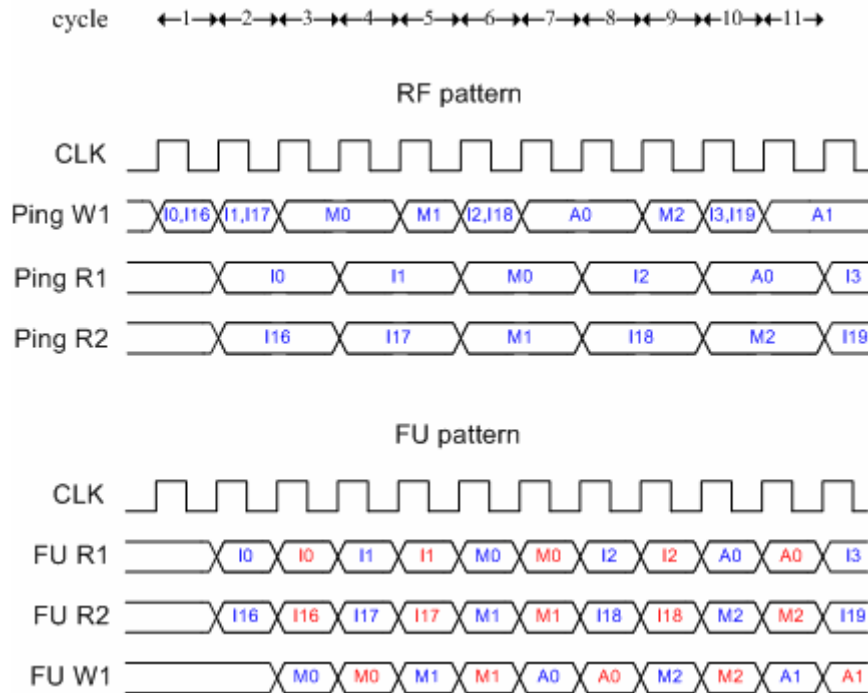 cycle 1 2 3 4 5 6 7 8 9 10 11
RF pattern
CLK
Ping W1 I0,I16 I1,I17 M0 M1 I2,I18 A0 M2 I3,I19 A1
Ping R1 I0 I1 M0 I2 A0 I3
Ping R2 I16 I17 M1 I18 M2 I19
FU pattern
CLK
FU R1 I0 I0 I1 I1 M0 M0 I2 I2 A0 A0 I3
FU R2 I16 I16 I17 I17 M1 M1 I18 I18 M2 M2 I19
FU W1 M0 M0 M1 M1 A0 A0 M2 M2 A1 A1